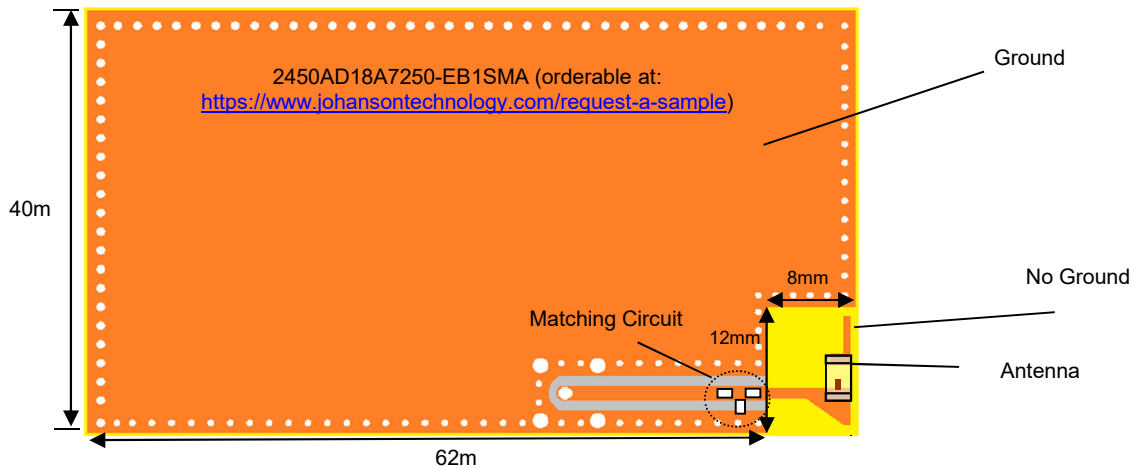 2450AD18A7250-EB1SMA (orderable at:
https://www.johansontechnology.com/request-a-sample)
Ground
40m
8mm
No Ground
Matching Circuit
12mm
Antenna
62m